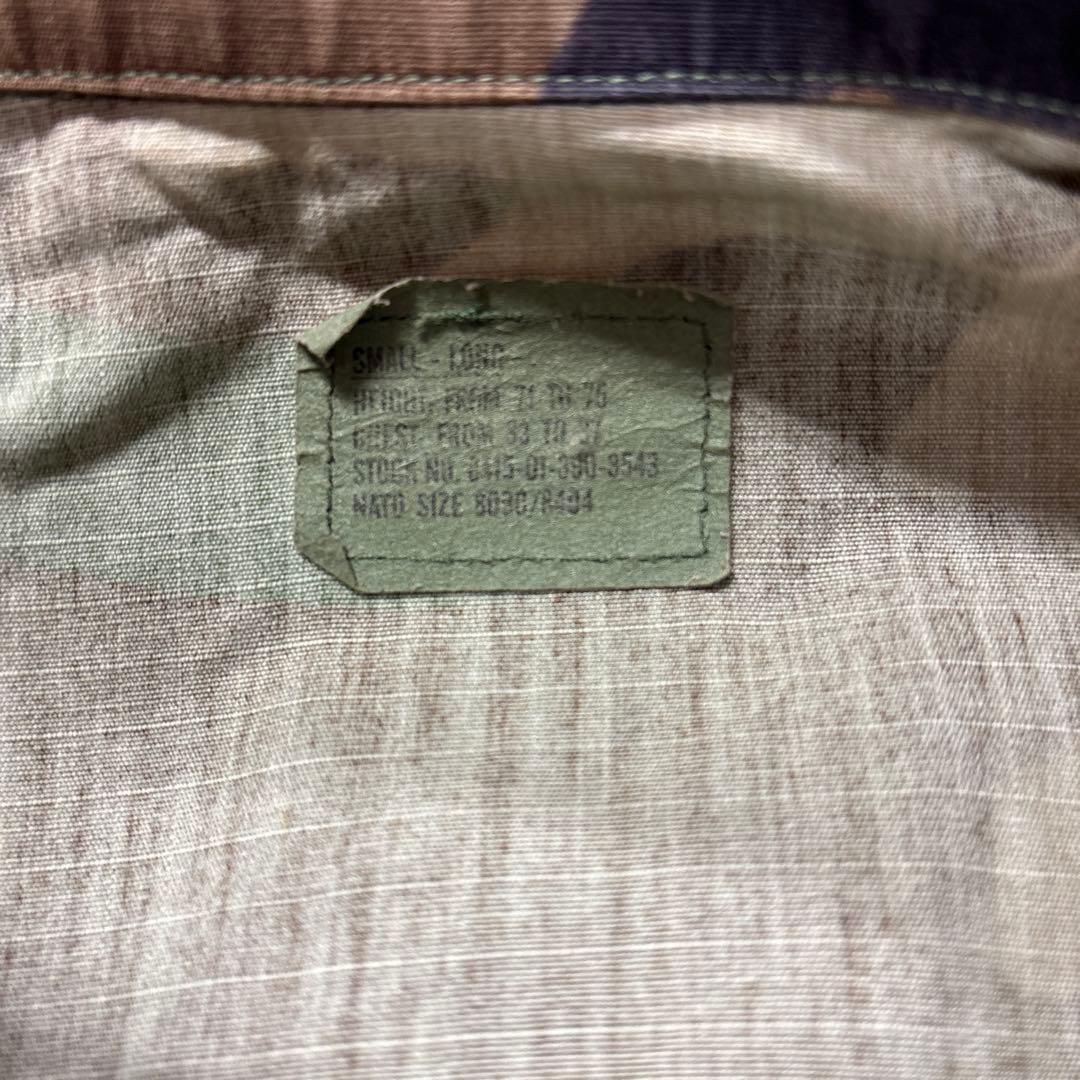 SMALL - LONG
HEIGHT: FROM 71 TO 75
CHEST: FROM 33 TO 37
STOCK NO. 8415-01-390-9543
NATO SIZE 8090/8494